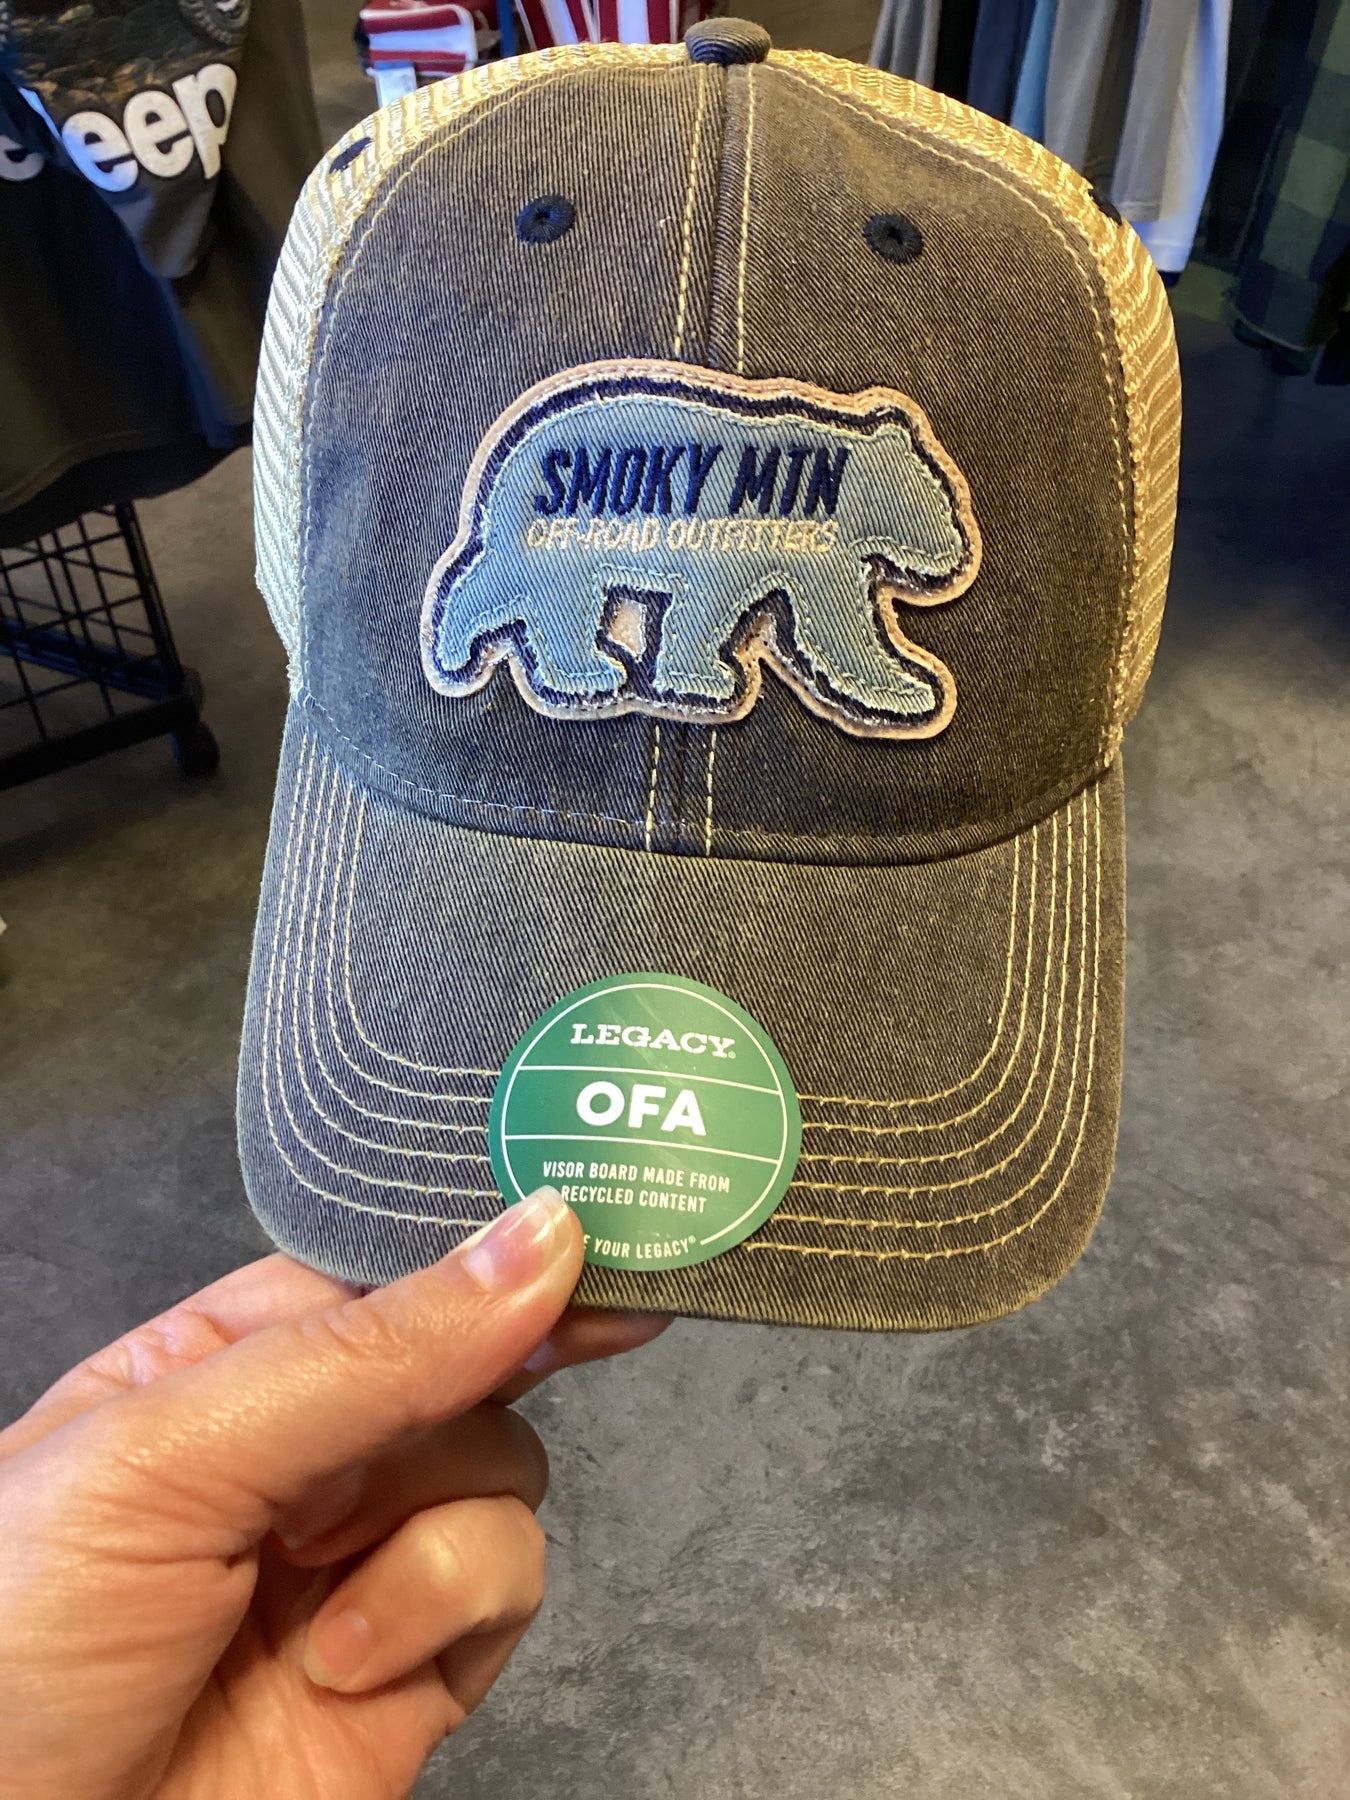 eep
SMOKY MTN
OFF-ROAD OUTFITTERS
LEGACY®
OFA
VISOR BOARD MADE FROM
RECYCLED CONTENT
YOUR LEGACY®